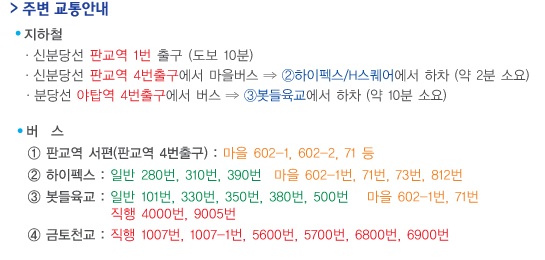 > 주변 교통안내
• 지하철
· 신분당선 판교역 1번 출구 (도보 10분)
· 신분당선 판교역 4번출구에서 마을버스 ⇒ ②하이펙스/H스퀘어에서 하차 (약 2분 소요)
· 분당선 야탑역 4번출구에서 버스 ⇒ ③봇들육교에서 하차 (약 10분 소요)
• 버 스
① 판교역 서편(판교역 4번출구) : 마을 602-1, 602-2, 71 등
② 하이펙스 : 일반 280번, 310번, 390번 마을 602-1번, 71번, 73번, 812번
③ 봇들육교 : 일반 101번, 330번, 350번, 380번, 500번 마을 602-1번, 71번
직행 4000번, 9005번
④ 금토천교 : 직행 1007번, 1007-1번, 5600번, 5700번, 6800번, 6900번